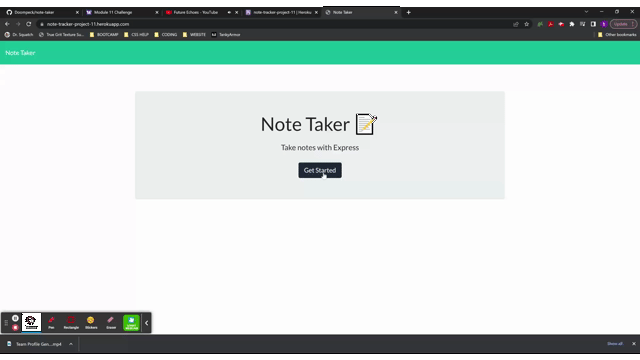 Doompeck/note-taker
Module 11 Challenge
Future Echoes - YouTube
note-tracker-project-11 | Heroku
Note Taker
note-tracker-project-11.herokuapp.com
Update
Dr. Squatch
True Grit Texture Su...
BOOTCAMP
CSS HELP
CODING
WEBSITE
TankyArmor
Other bookmarks
Note Taker
Note Taker
Take notes with Express
Get Started
Pen
Rectangle
Stickers
Eraser
Team Profile Gen....mp4
Show all